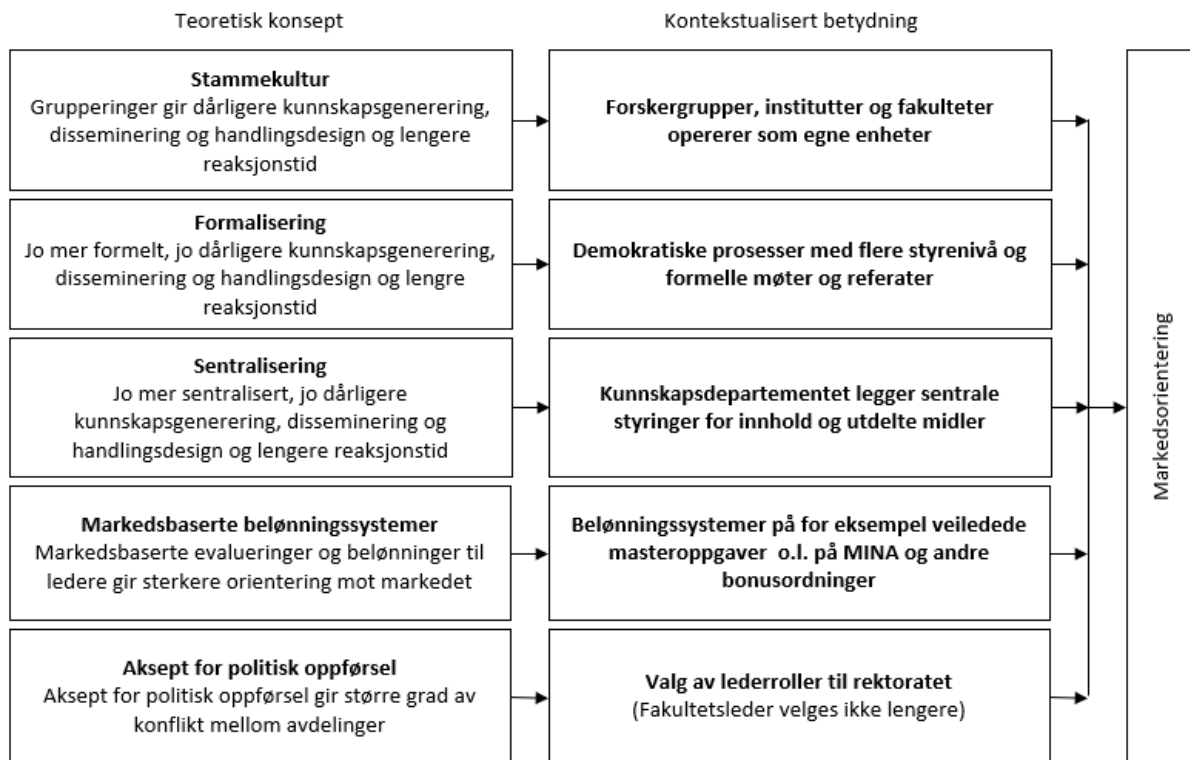 Teoretisk konsept
Kontekstualisert betydning
Stammekultur
Grupperinger gir dårligere kunnskapsgenerering,
disseminering og handlingsdesign og lengere
reaksjonstid
Forskergrupper, institutter og fakulteter
opererer som egne enheter
Formalisering
Jo mer formelt, jo dårligere kunnskapsgenerering,
disseminering og handlingsdesign og lengre
reaksjonstid
Demokratiske prosesser med flere styrenivå og
formelle møter og referater
Sentralisering
Jo mer sentralisert, jo dårligere
kunnskapsgenerering, disseminering og
handlingsdesign og lengere reaksjonstid
Kunnskapsdepartementet legger sentrale
styringer for innhold og utdelte midler
Markedsbaserte belønningssystemer
Markedsbaserte evalueringer og belønninger til
ledere gir sterkere orientering mot markedet
Belønningssystemer på for eksempel veiledede
masteroppgaver o.l. på MINA og andre
bonusordninger
Aksept for politisk oppførsel
Aksept for politisk oppførsel gir større grad av
konflikt mellom avdelinger
Valg av lederroller til rektoratet
(Fakultetsleder velges ikke lengere)
Markedsorientering